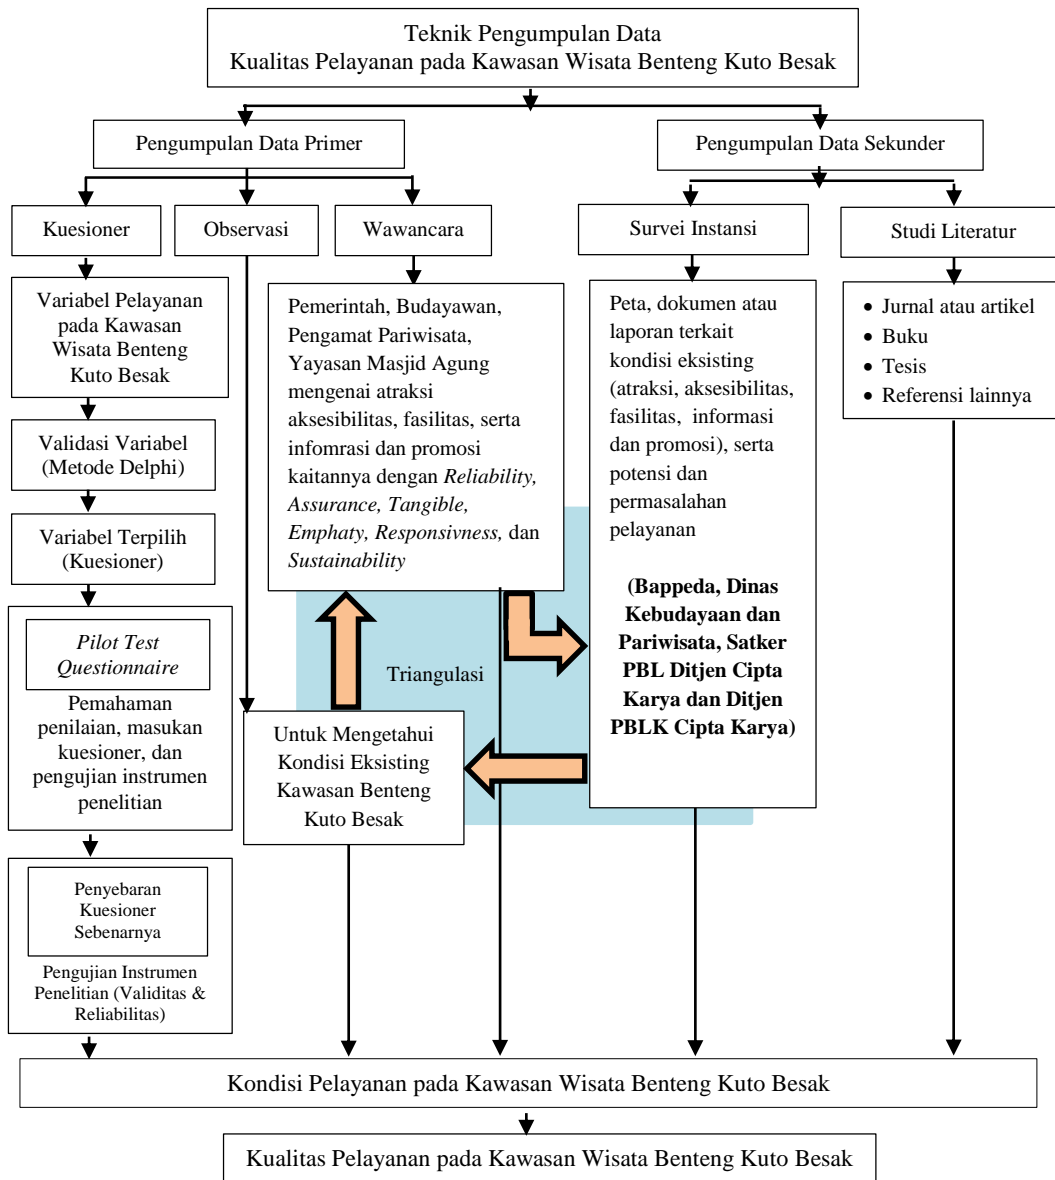 Teknik Pengumpulan Data
Kualitas Pelayanan pada Kawasan Wisata Benteng Kuto Besak
Pengumpulan Data Primer
Pengumpulan Data Sekunder
Kuesioner
Observasi
Wawancara
Survei Instansi
Studi Literatur
Variabel Pelayanan
pada Kawasan
Wisata Benteng
Kuto Besak
Validasi Variabel
(Metode Delphi)
Variabel Terpilih
(Kuesioner)
Pilot Test
Questionnaire
Pemahaman
penilaian, masukan
kuesioner, dan
pengujian instrumen
penelitian
Penyebaran
Kuesioner
Sebenarnya
Pengujian Instrumen
Penelitian (Validitas &
Reliabilitas)
Pemerintah, Budayawan,
Pengamat Pariwisata,
Yayasan Masjid Agung
mengenai atraksi
aksesibilitas, fasilitas, serta
infomrasi dan promosi
kaitannya dengan Reliability,
Assurance, Tangible,
Emphaty, Responsivness, dan
Sustainability
Triangulasi
Untuk Mengetahui
Kondisi Eksisting
Kawasan Benteng
Kuto Besak
Peta, dokumen atau
laporan terkait
kondisi eksisting
(atraksi, aksesibilitas,
fasilitas, informasi
dan promosi), serta
potensi dan
permasalahan
pelayanan
(Bappeda, Dinas
Kebudayaan dan
Pariwisata, Satker
PBL Ditjen Cipta
Karya dan Ditjen
PBLK Cipta Karya)
• Jurnal atau artikel
• Buku
• Tesis
• Referensi lainnya
Kondisi Pelayanan pada Kawasan Wisata Benteng Kuto Besak
Kualitas Pelayanan pada Kawasan Wisata Benteng Kuto Besak